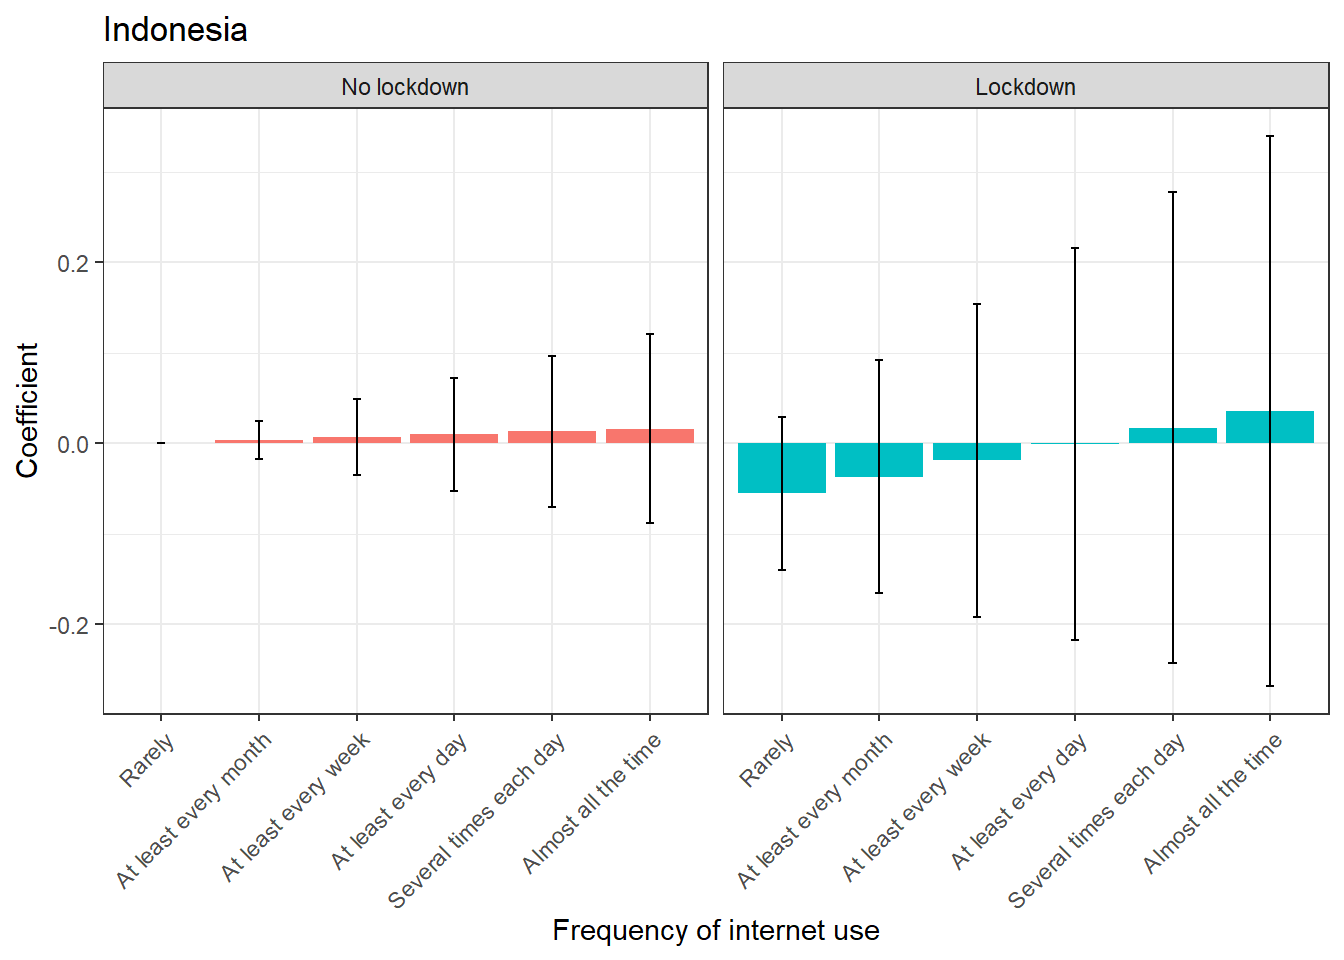 Indonesia
No lockdown
Lockdown
Coefficient
0.2
0.0
-0.2
Rarely
At least every month
At least every week
At least every day
Several times each day
Almost all the time
Rarely
At least every month
At least every week
At least every day
Several times each day
Almost all the time
Frequency of internet use